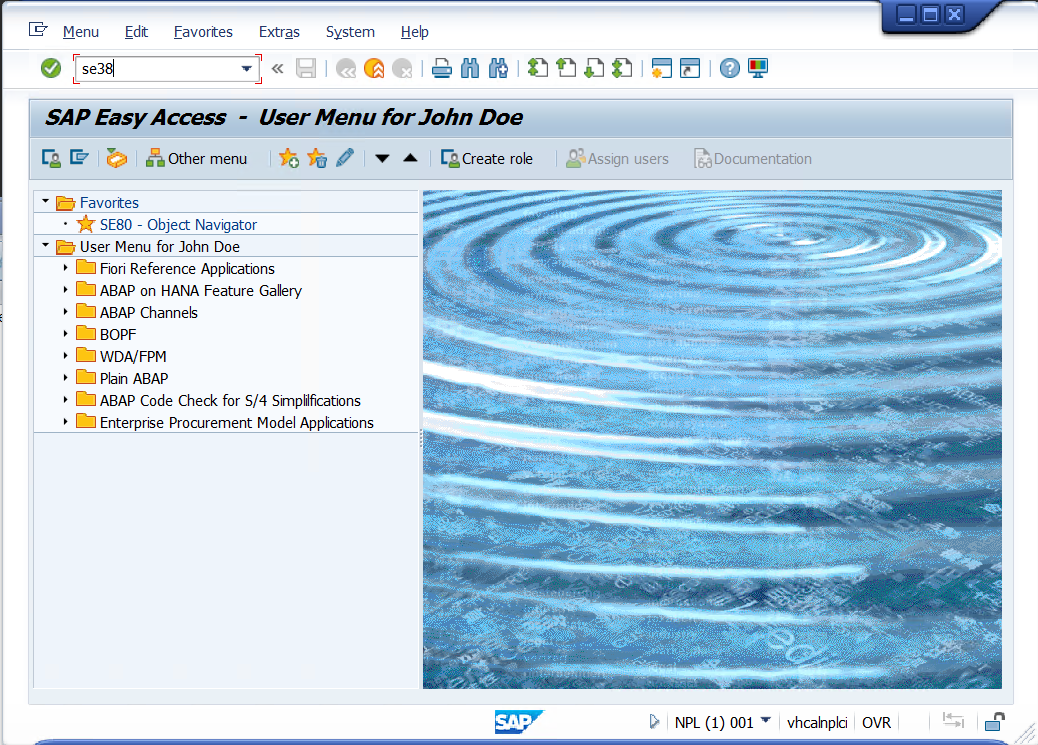 Menu Edit Favorites Extras System Help
se38
SAP Easy Access - User Menu for John Doe
Other menu Create role Assign users Documentation
Favorites
SE80 - Object Navigator
User Menu for John Doe
Fiori Reference Applications
ABAP on HANA Feature Gallery
ABAP Channels
BOPF
WDA/FPM
Plain ABAP
ABAP Code Check for S/4 Simplifications
Enterprise Procurement Model Applications
SAP NPL (1) 001 vhcalnplci OVR